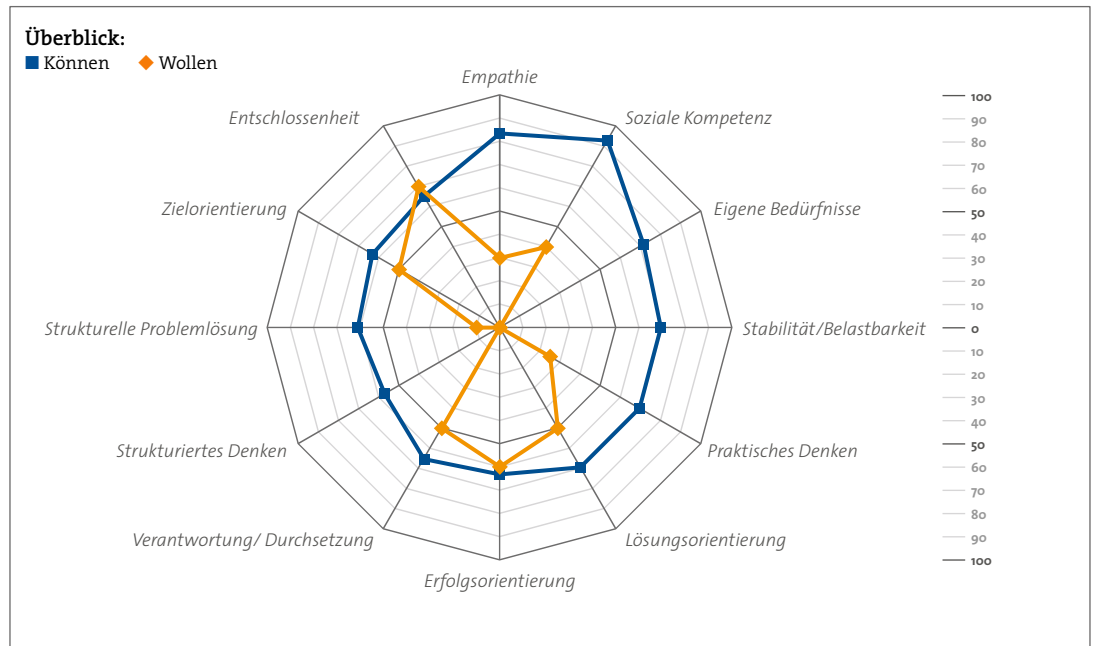 Überblick:
Können Wollen
Empathie
Entschlossenheit
Soziale Kompetenz
Zielorientierung
Eigene Bedürfnisse
Strukturelle Problemlösung
Stabilität/Belastbarkeit
Strukturiertes Denken
Praktisches Denken
Verantwortung/ Durchsetzung
Lösungsorientierung
Erfolgsorientierung
100
90
80
70
60
50
40
30
20
10
0
10
20
30
40
50
60
70
80
90
100